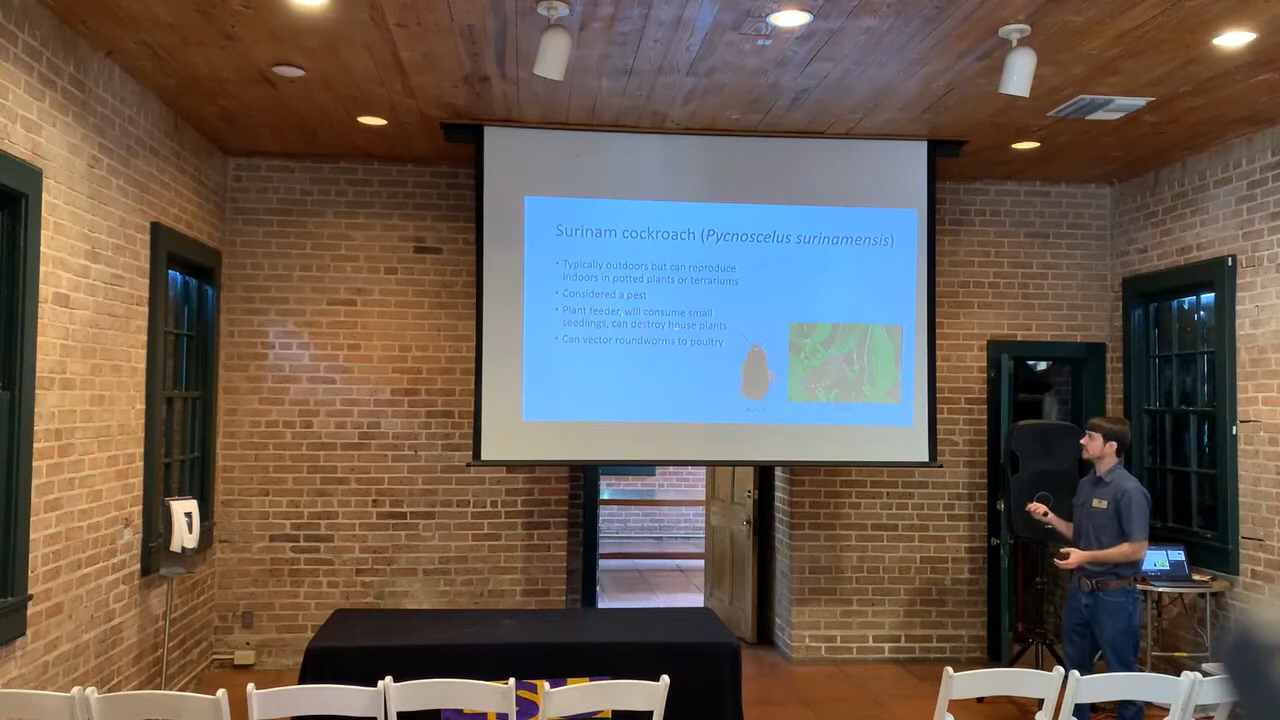 Surinam cockroach (Pycnoscelus surinamensis)
• Typically outdoors but can reproduce
indoors in potted plants or terrariums
• Considered a pest
• Plant feeder, will consume small
seedlings, can destroy house plants
• Can vector roundworms to poultry